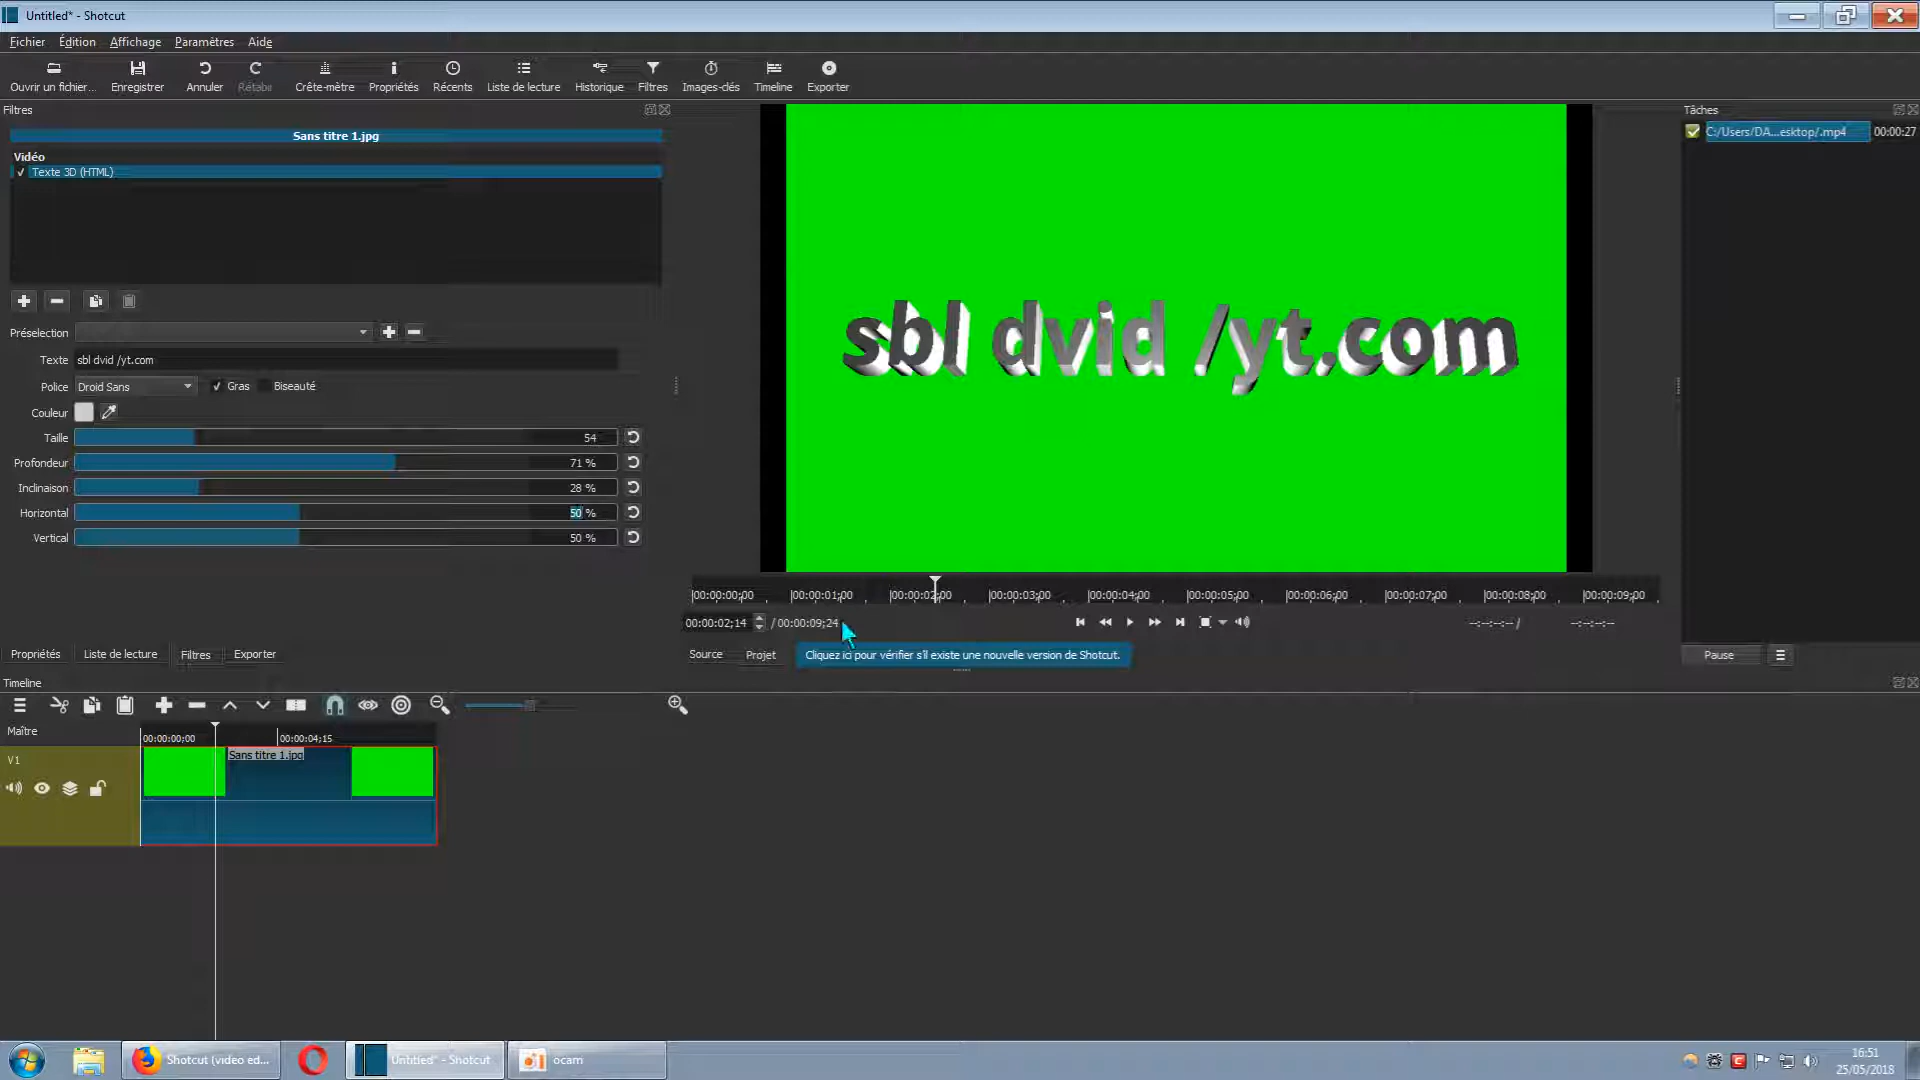 Untitled* - Shotcut
Fichier Édition Affichage Paramètres Aide
Ouvrir un fichier... Enregistrer Annuler Rétablir Crête-mètre Propriétés Récents Liste de lecture Historique Filtres Images-clés Timeline Exporter
Filtres
Tâches
Sans titre 1.jpg
C:/Users/DA...esktop/.mp4 00:00:27
Vidéo
Texte 3D (HTML)
Présélection
Texte sbl dvid /yt.com
Police Droid Sans Gras Biseauté
Couleur
Taille 54
Profondeur 71 %
Inclinaison 28 %
Horizontal 50 %
Vertical 50 %
sbl dvid /yt.com
00:00:00;00 00:00:01;00 00:00:02;00 00:00:03;00 00:00:04;00 00:00:05;00 00:00:06;00 00:00:07;00 00:00:08;00 00:00:09;00
00:00:02;14 / 00:00:09;24 --:--:--:-- / --:--:--:--
Propriétés Liste de lecture Filtres Exporter
Source Projet Cliquez ici pour vérifier s'il existe une nouvelle version de Shotcut. Pause
Timeline
Maître 00:00:00;00 00:00:04;15
V1 Sans titre 1.jpg
Shotcut (video ed... Untitled* - Shotcut ocam
16:51
25/05/2018